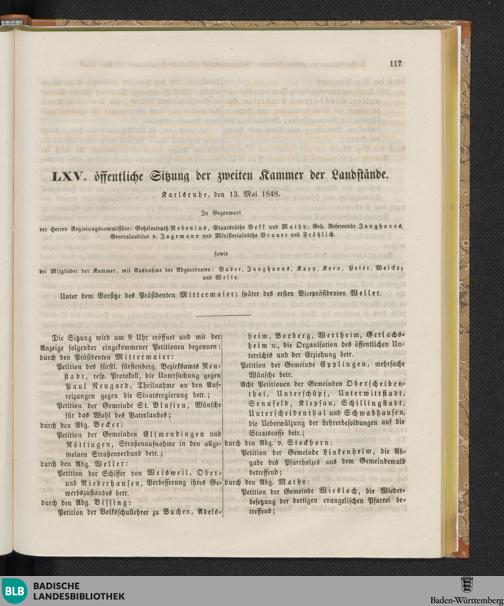 117
LXV. öffentliche Sitzung der zweiten Kammer der Landstände.
Karlsruhe, den 13. Mai 1848.
In Gegenwart
der Herren Regierungscommissäre: Geheimerath Nebenius, Staatsräthe Bekk und Mathy, Geh. Referendär Junghanns,
Generalauditor v. Jagemann und Ministerialräthe Brauer und Fröhlich.
sowie
der Mitglieder der Kammer, mit Ausnahme der Abgeordneten: Bader, Junghanns, Kapp, Kern, Peter, Welcker
und Welte.
Unter dem Vorsitze des Präsidenten Mittermaier; später des ersten Vicepräsidenten Weller.
Die Sitzung wird um 9 Uhr eröffnet und mit der
Anzeige folgender eingekommener Petitionen begonnen:
durch den Präsidenten Mittermaier:
Petition des fürstl. fürstenberg. Bezirksamts Neu-
stadt, resp. Protokoll, die Untersuchung gegen
Paul Neugard, Theilnahme an den Auf-
reizungen gegen die Staatsregierung betr.;
Petition der Gemeinde St. Blasien, Wünsche
für das Wohl des Vaterlandes;
durch den Abg. Becker:
Petition der Gemeinden Ellmendingen und
Nöttingen, Straßenaufnahme in den allge-
meinen Straßenverband betr.;
durch den Abg. Weller:
Petition der Schiffer von Weisweil, Ober-
und Niederhausen, Verbesserung ihres Ge-
werbszustandes betr.
durch den Abg. Bissing:
Petition der Volksschullehrer zu Buchen, Adels-
heim, Boxberg, Wertheim, Gerlachs-
heim ꝛc., die Organisation des öffentlichen Un-
terrichts und der Erziehung betr.
Petition der Gemeinde Epplingen, mehrfache
Wünsche betr.
Acht Petitionen der Gemeinden Oberscheiden-
thal, Unterschüpf, Unterwittstadt,
Sennfeld, Klepsau, Schillingstadt,
Unterscheidenthal und Schwabhausen,
die Ueberwälzung der Lehrerbesoldungen auf die
Staatscasse betr.;
durch den Abg. v. Stockhorn:
Petition der Gemeinde Linkenheim, die Ab-
gabe des Pfarrholzes aus dem Gemeindewald
betreffend;
durch den Abg. Mathy:
Petition der Gemeinde Wiesloch, die Wieder-
besetzung der dortigen evangelischen Pfarrei be-
treffend;
BLB
BADISCHE
LANDESBIBLIOTHEK
Baden-Württemberg